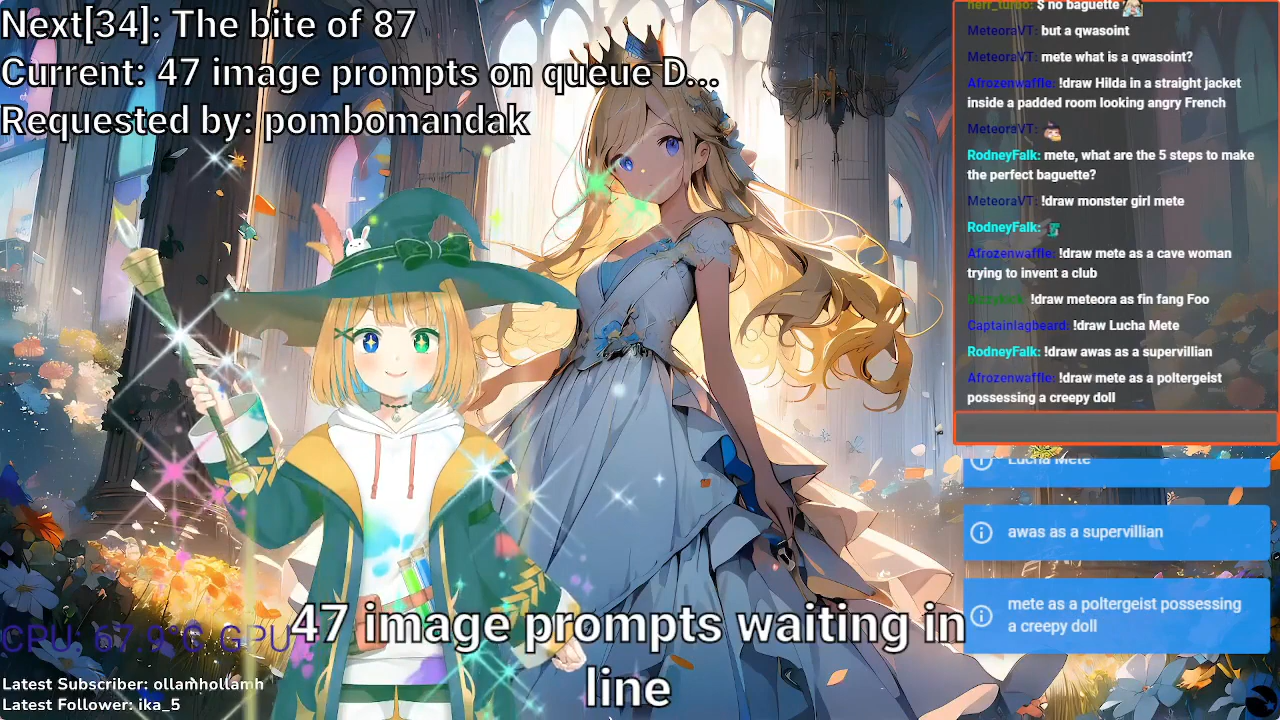 Next[34]: The bite of 87
Current: 47 image prompts on queue D...
Requested by: pombomandak
herr_turbo: $ no baguette
MeteoraVT: but a qwasoint
MeteoraVT: mete what is a qwasoint?
Afrozenwaffle: !draw Hilda in a straight jacket
inside a padded room looking angry French
MeteoraVT:
RodneyFalk: mete, what are the 5 steps to make
the perfect baguette?
MeteoraVT: !draw monster girl mete
RodneyFalk:
Afrozenwaffle: !draw mete as a cave woman
trying to invent a club
!draw meteora as fin fang Foo
Captainlagbeard: !draw Lucha Mete
RodneyFalk: !draw awas as a supervillian
Afrozenwaffle: !draw mete as a poltergeist
possessing a creepy doll
Lucha Mete
awas as a supervillian
mete as a poltergeist possessing
a creepy doll
47 image prompts waiting in
line
CPU: 67.9°C GPU
Latest Subscriber: ollamhollamh
Latest Follower: ika_5